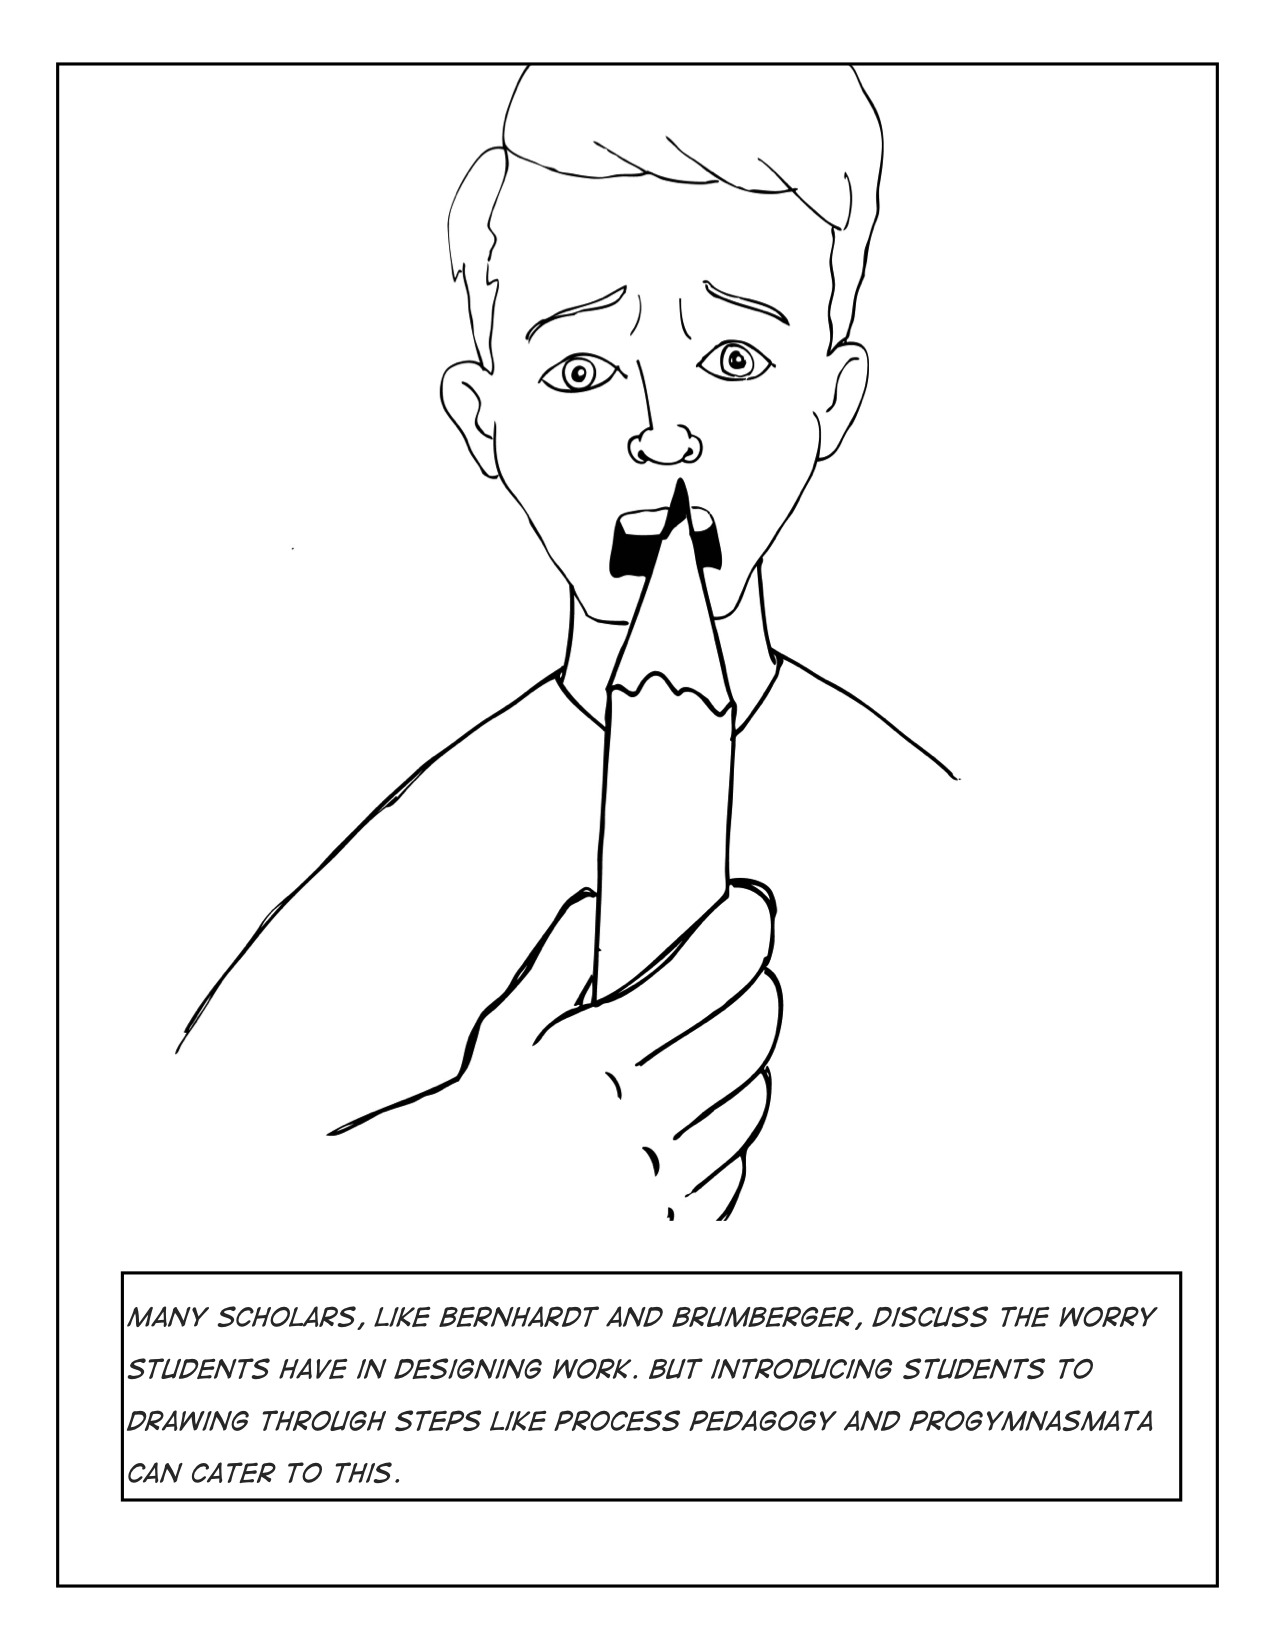 MANY SCHOLARS, LIKE BERNHARDT AND BRUMBERGER, DISCUSS THE WORRY
STUDENTS HAVE IN DESIGNING WORK. BUT INTRODUCING STUDENTS TO
DRAWING THROUGH STEPS LIKE PROCESS PEDAGOGY AND PROGYMNASMATA
CAN CATER TO THIS.